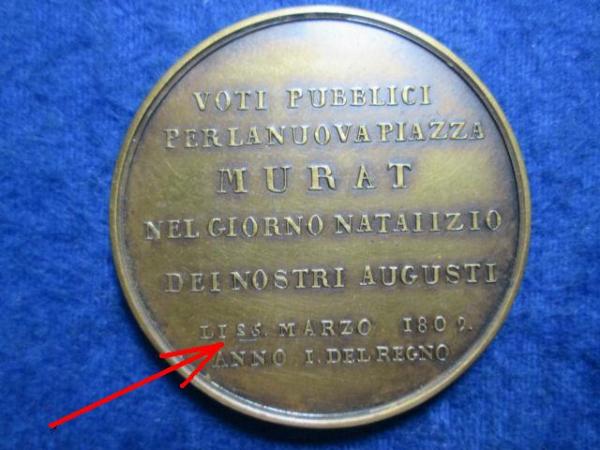 VOTI PUBBLICI
PER LA NUOVA PIAZZA
MURAT
NEL GIORNO NATALIZIO
DEI NOSTRI AUGUSTI
LI 25. MARZO 1809.
ANNO I. DEL REGNO